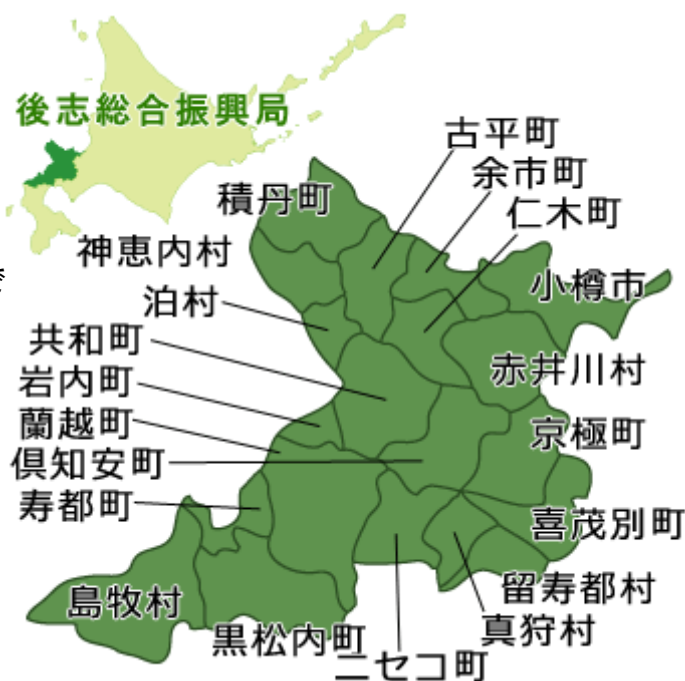 後志総合振興局
古平町
余市町
積丹町
仁木町
神恵内村
小樽市
泊村
共和町
赤井川村
岩内町
蘭越町
京極町
倶知安町
寿都町
喜茂別町
留寿都村
島牧村
真狩村
黒松内町
ニセコ町